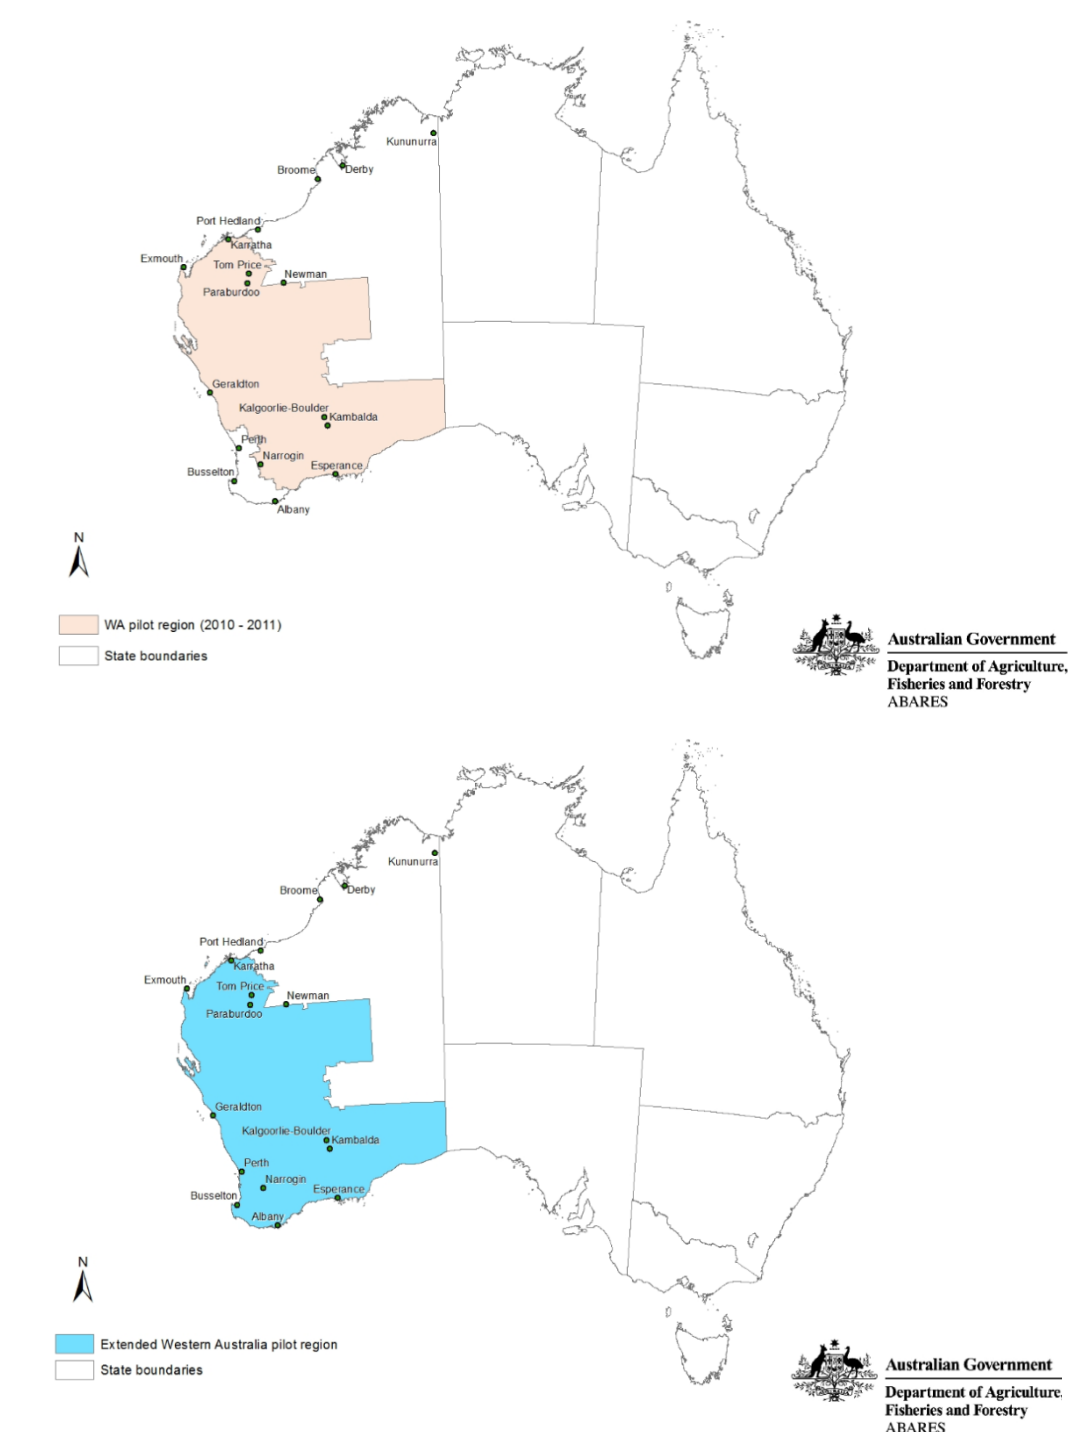 Kununurra
Broome
Derby
Port Hedland
Karratha
Exmouth
Tom Price
Newman
Paraburdoo
Geraldton
Kalgoorlie-Boulder
Kambalda
Perth
Narrogin
Busselton
Esperance
Albany
N
WA pilot region (2010 - 2011)
State boundaries
Australian Government
Department of Agriculture,
Fisheries and Forestry
ABARES
Kununurra
Broome
Derby
Port Hedland
Karratha
Exmouth
Tom Price
Newman
Paraburdoo
Geraldton
Kalgoorlie-Boulder
Kambalda
Perth
Narrogin
Busselton
Esperance
Albany
N
Extended Western Australia pilot region
State boundaries
Australian Government
Department of Agriculture,
Fisheries and Forestry
ABARES